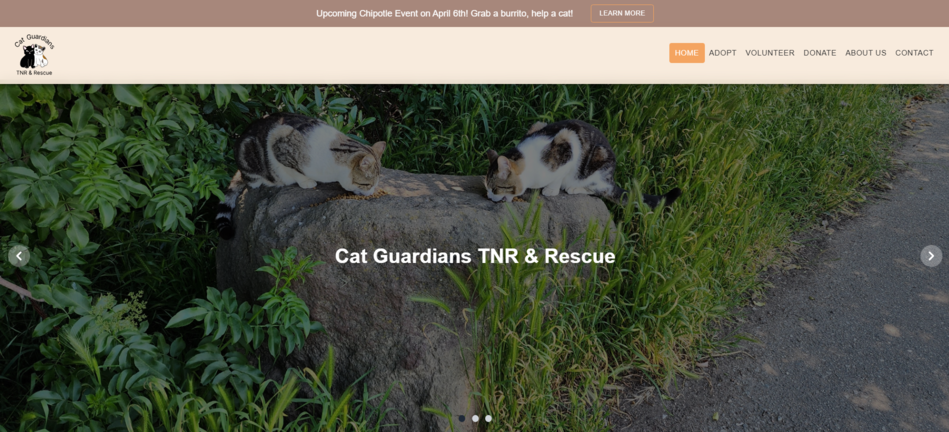 Upcoming Chipotle Event on April 6th! Grab a burrito, help a cat! LEARN MORE
Cat Guardians
TNR & Rescue
HOME ADOPT VOLUNTEER DONATE ABOUT US CONTACT
Cat Guardians TNR & Rescue